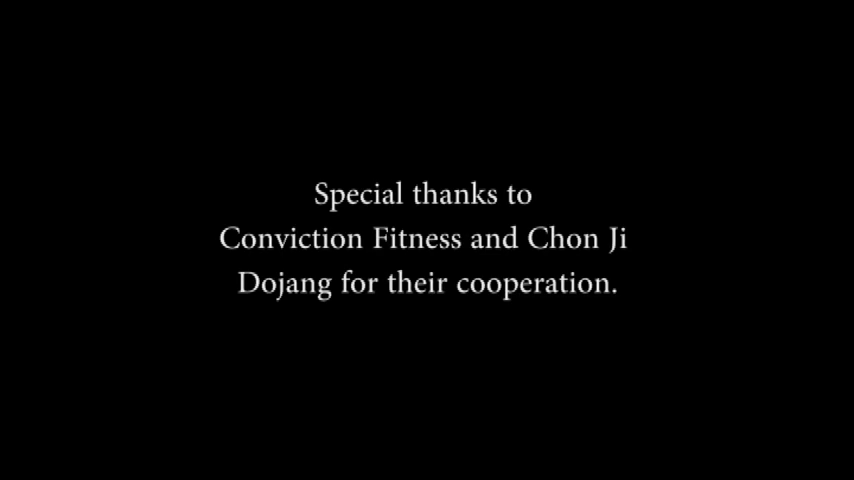 Special thanks to
Conviction Fitness and Chon Ji
Dojang for their cooperation.